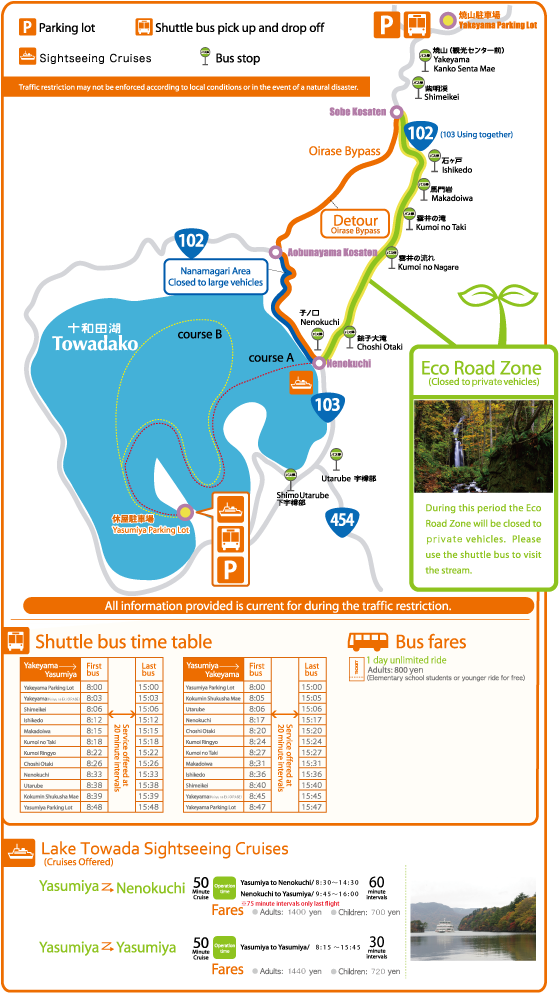 Parking lot
Shuttle bus pick up and drop off
Sightseeing Cruises
Bus stop
Traffic restriction may not be enforced according to local conditions or in the event of a natural disaster.
焼山駐車場
Yakeyama Parking Lot
焼山(観光センター前)
Yakeyama
Kanko Senta Mae
紫明渓
Shimeikei
Sobe Kosaten
102
(103 Using together)
Oirase Bypass
石ヶ戸
Ishikedo
馬門岩
Makadoiwa
雲井の滝
Kumoi no Taki
Detour
Oirase Bypass
102
Aobunayama Kosaten
雲井の流れ
Kumoi no Nagare
Nanamagari Area
Closed to large vehicles
子ノ口
Nenokuchi
銚子大滝
Choshi Otaki
十和田湖
Towadako
course B
course A
Nenokuchi
103
Eco Road Zone
(Closed to private vehicles)
Utarube 宇樽部
Shimo Utarube
下宇樽部
454
休屋駐車場
Yasumiya Parking Lot
P
During this period the Eco
Road Zone will be closed to
private vehicles. Please
use the shuttle bus to visit
the stream.
All information provided is current for during the traffic restriction.
Shuttle bus time table
Yakeyama → Yasumiya First bus Last bus
Yakeyama Parking Lot 8:00 15:00
Yakeyama 8:03 15:03
Shimeikei 8:06 15:06
Ishikedo 8:12 15:12
Makadoiwa 8:15 15:15
Kumoi no Taki 8:18 15:18
Kumoi Ringyo 8:22 15:22
Choshi Otaki 8:26 15:26
Nenokuchi 8:33 15:33
Utarube 8:38 15:38
Kokumin Shukusha Mae 8:39 15:39
Yasumiya Parking Lot 8:48 15:48
Service offered at
20 minute intervals
Yasumiya → Yakeyama First bus Last bus
Yasumiya Parking Lot 8:00 15:00
Kokumin Shukusha Mae 8:05 15:05
Utarube 8:06 15:06
Nenokuchi 8:17 15:17
Choshi Otaki 8:20 15:20
Kumoi Ringyo 8:24 15:24
Kumoi no Taki 8:27 15:27
Makadoiwa 8:31 15:31
Ishikedo 8:36 15:36
Shimeikei 8:40 15:40
Yakeyama 8:45 15:45
Yakeyama Parking Lot 8:47 15:47
Service offered at
20 minute intervals
Bus fares
TICKET
1 day unlimited ride
Adults: 800 yen
(Elementary school students or younger ride for free)
Lake Towada Sightseeing Cruises
(Cruises Offered)
Yasumiya Nenokuchi
50 Minute Cruise
Operation time
Yasumiya to Nenokuchi/ 8:30~14:30
Nenokuchi to Yasumiya/ 9:45~16:00
※75 minute intervals only last flight
60 minute intervals
Fares Adults: 1400 yen Children: 700 yen
Yasumiya Yasumiya
50 Minute Cruise
Operation time
Yasumiya to Yasumiya/ 8:15~15:45
30 minute intervals
Fares Adults: 1440 yen Children: 720 yen